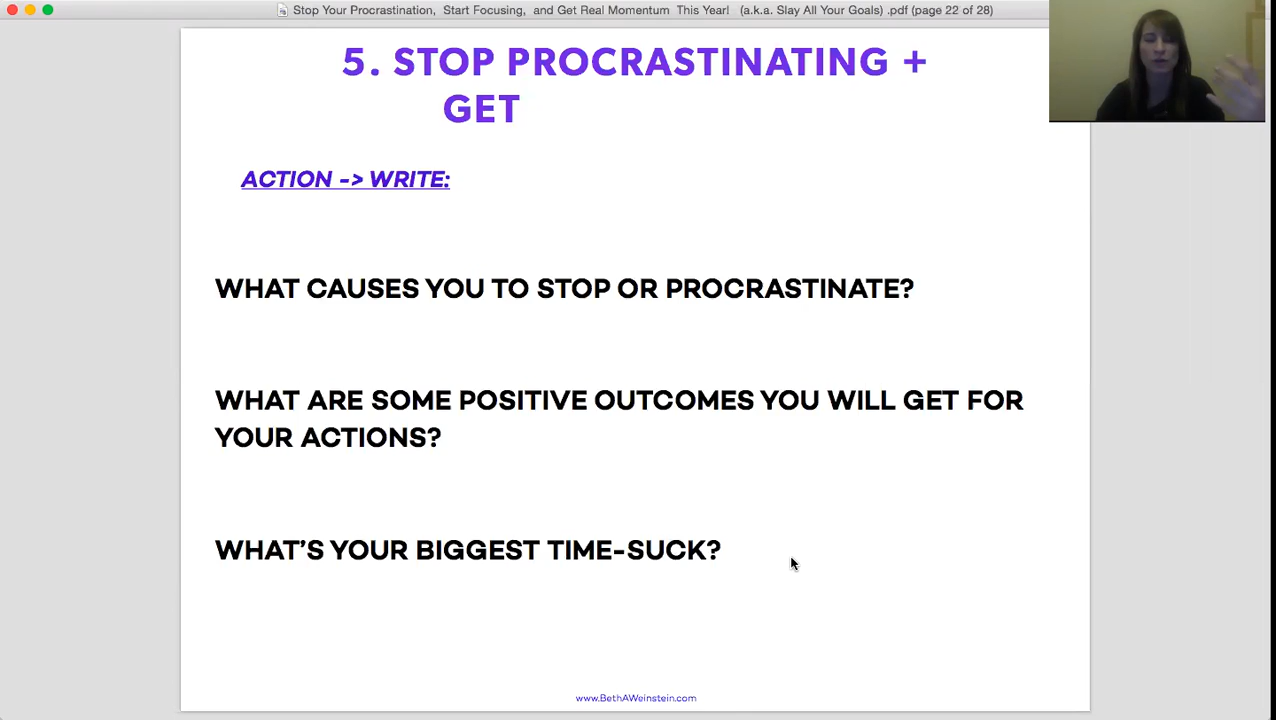 Stop Your Procrastination, Start Focusing, and Get Real Momentum This Year! (a.k.a. Slay All Your Goals) .pdf (page 22 of 28)
5. STOP PROCRASTINATING +
GET
ACTION -> WRITE:
WHAT CAUSES YOU TO STOP OR PROCRASTINATE?
WHAT ARE SOME POSITIVE OUTCOMES YOU WILL GET FOR
YOUR ACTIONS?
WHAT'S YOUR BIGGEST TIME-SUCK?
www.BethAWeinstein.com